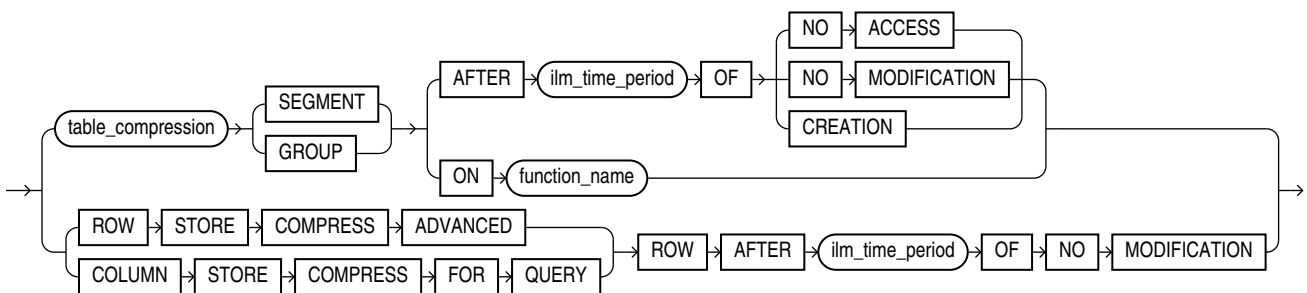 NO ACCESS
AFTER ilm_time_period OF NO MODIFICATION
SEGMENT
table_compression
CREATION
GROUP
ON function_name
ROW STORE COMPRESS ADVANCED
ROW AFTER ilm_time_period OF NO MODIFICATION
COLUMN STORE COMPRESS FOR QUERY